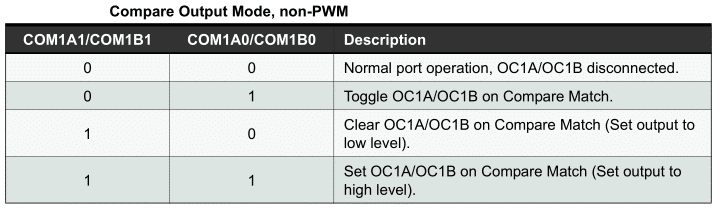 Compare Output Mode, non-PWM
COM1A1/COM1B1 COM1A0/COM1B0 Description
0 0 Normal port operation, OC1A/OC1B disconnected.
0 1 Toggle OC1A/OC1B on Compare Match.
1 0 Clear OC1A/OC1B on Compare Match (Set output to
low level).
1 1 Set OC1A/OC1B on Compare Match (Set output to
high level).